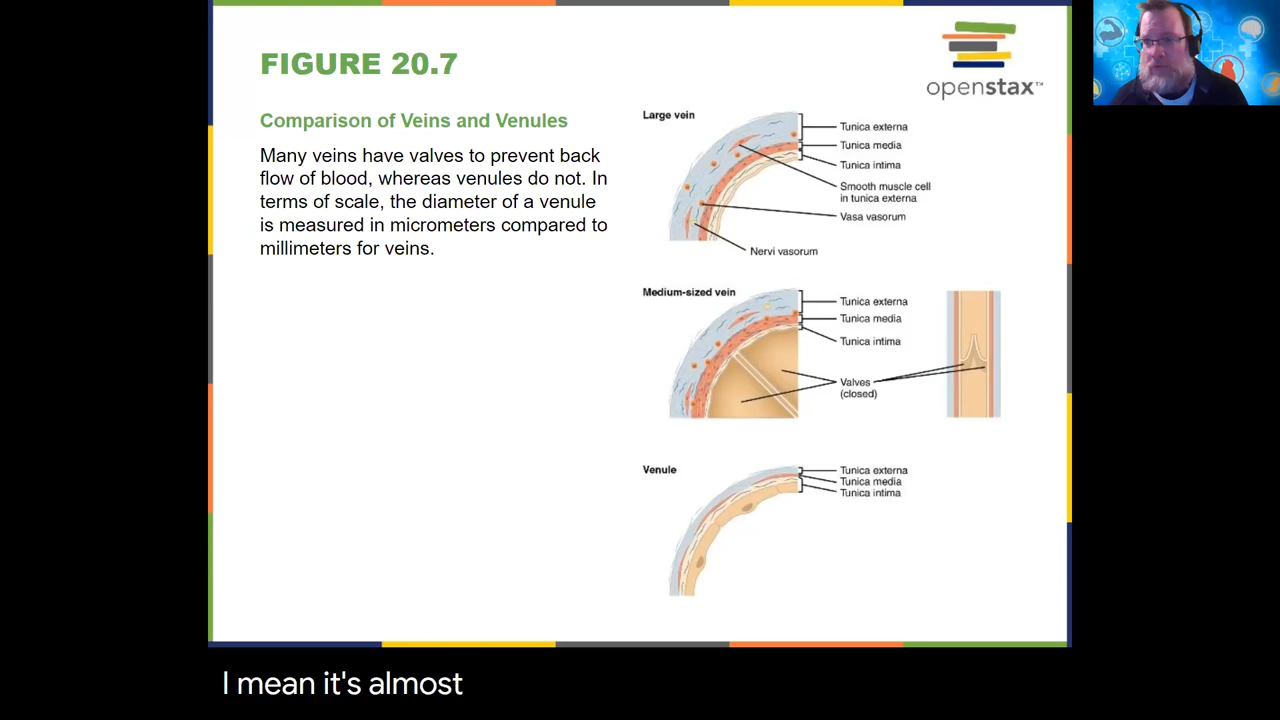 FIGURE 20.7
openstax™
Comparison of Veins and Venules
Many veins have valves to prevent back
flow of blood, whereas venules do not. In
terms of scale, the diameter of a venule
is measured in micrometers compared to
millimeters for veins.
Large vein
Tunica externa
Tunica media
Tunica intima
Smooth muscle cell
in tunica externa
Vasa vasorum
Nervi vasorum
Medium-sized vein
Tunica externa
Tunica media
Tunica intima
Valves
(closed)
Venule
Tunica externa
Tunica media
Tunica intima
I mean it's almost